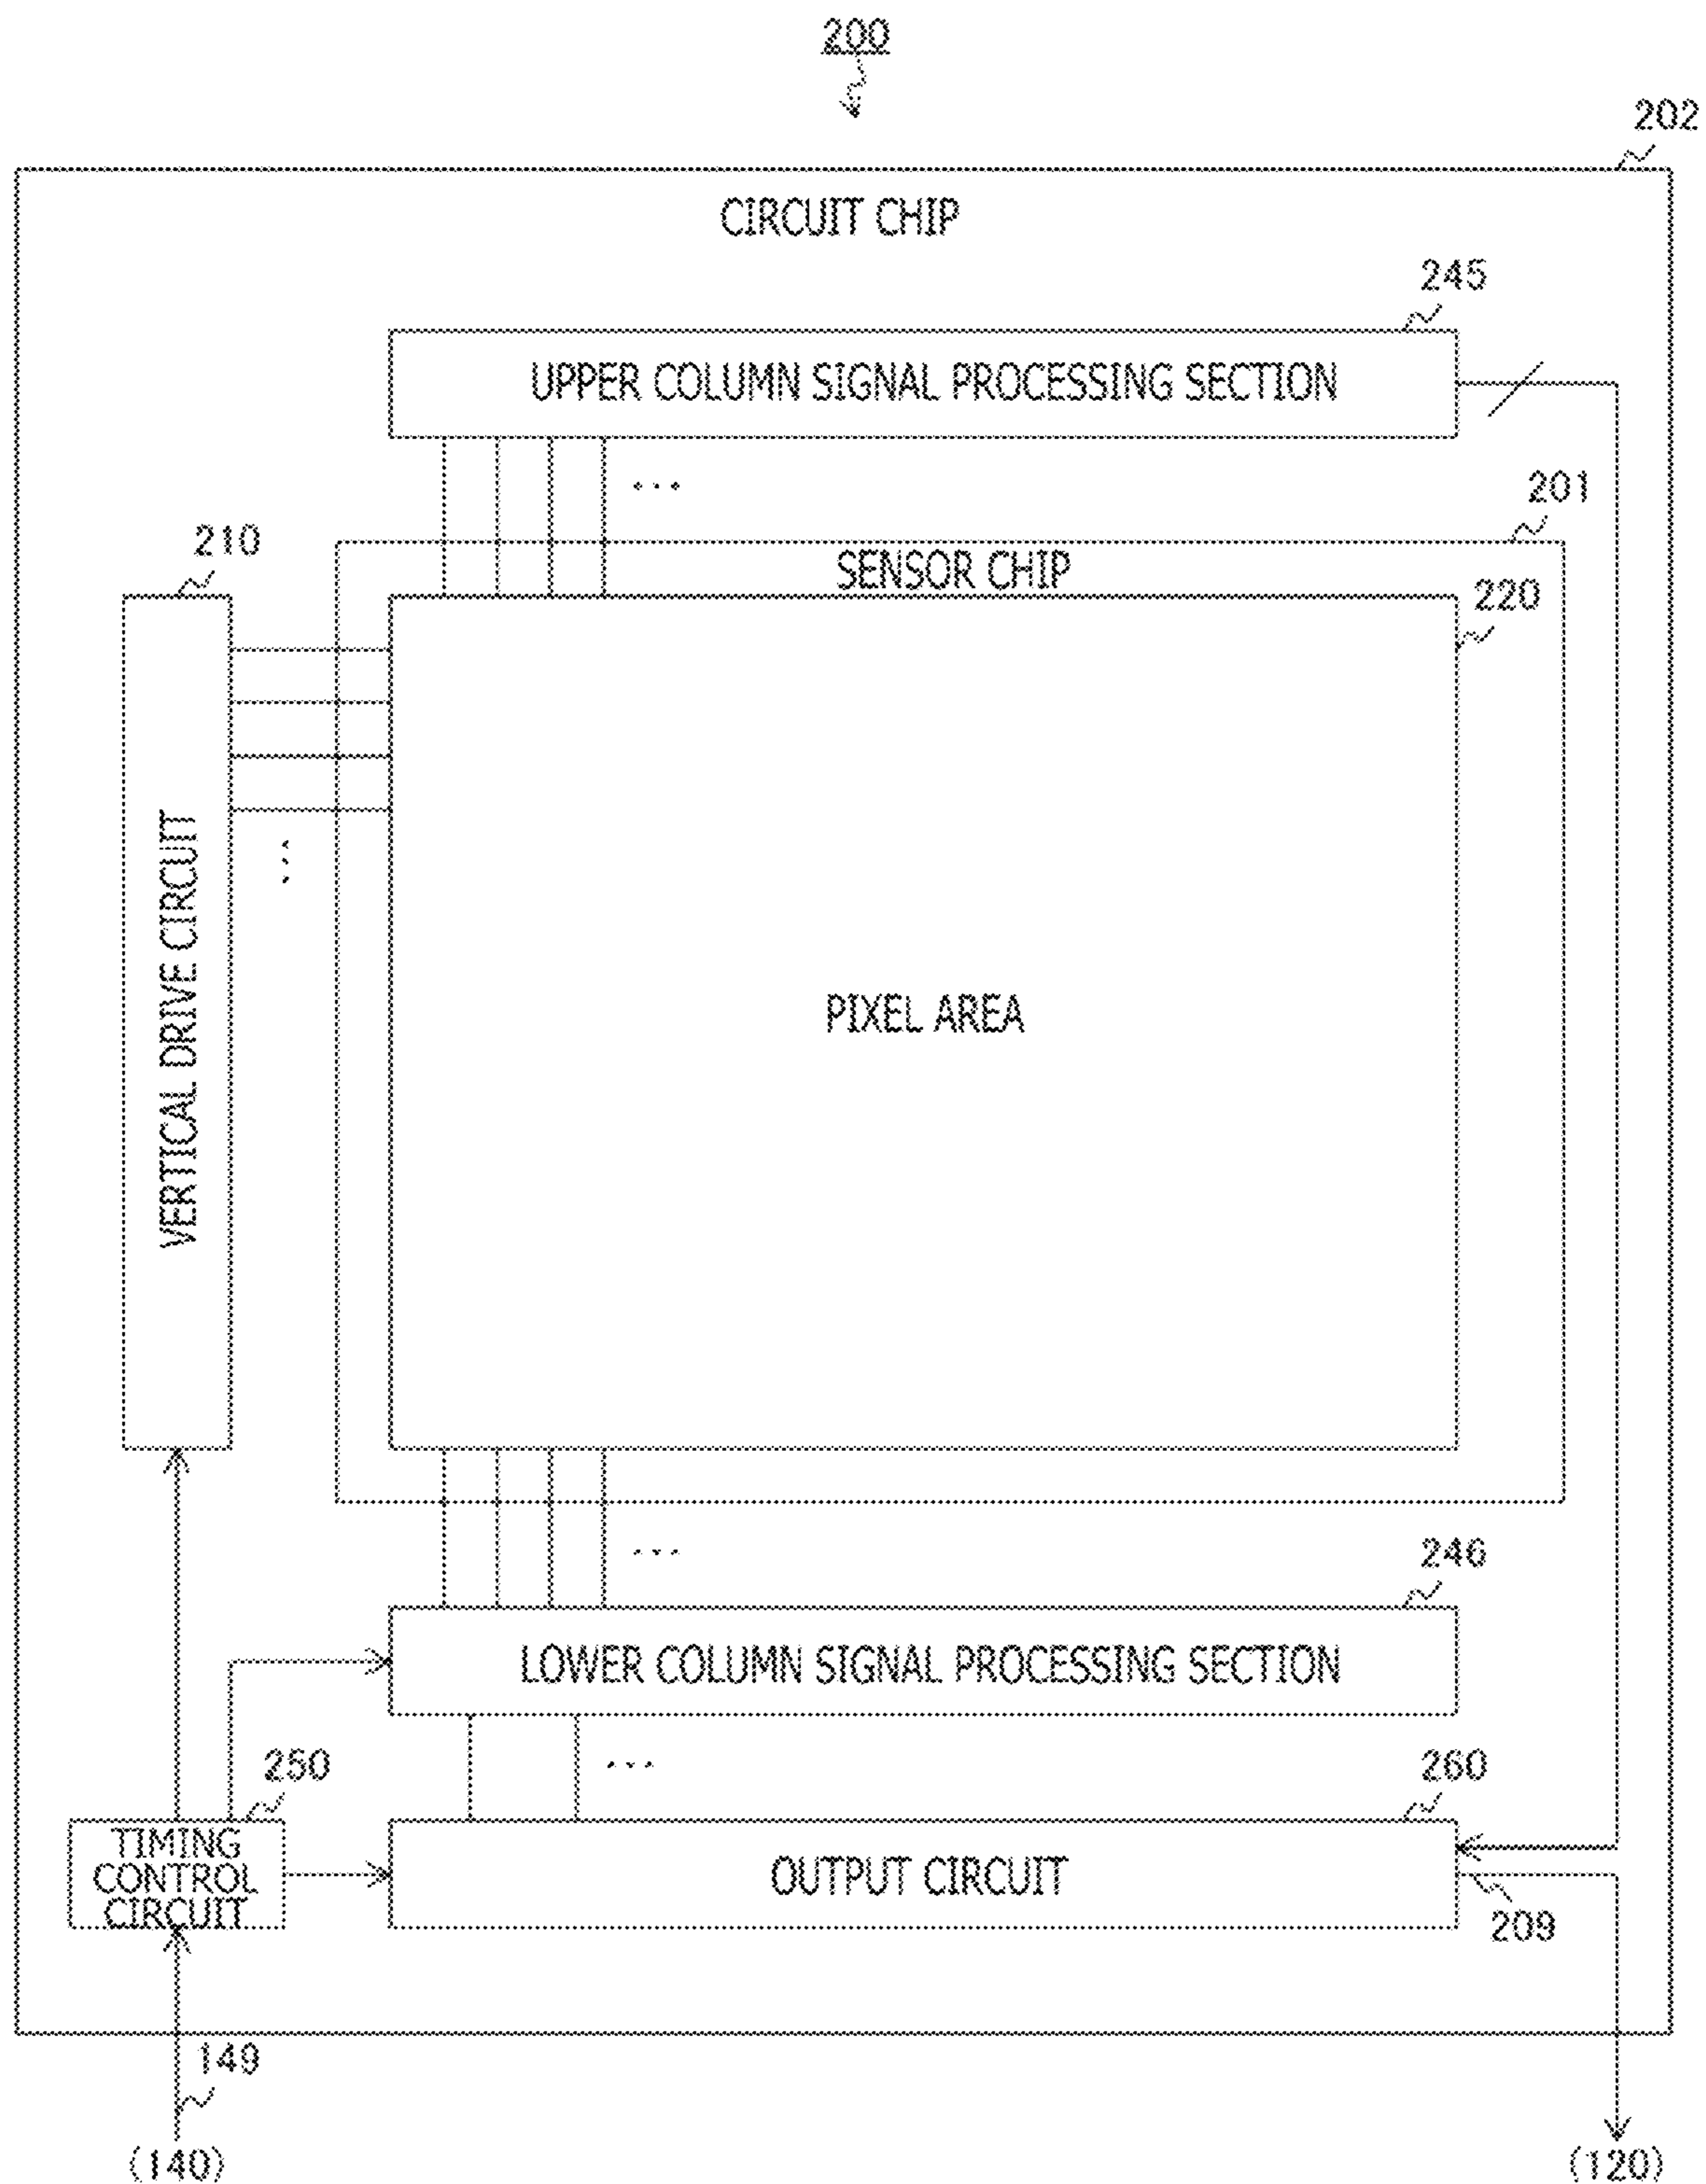 200
202
CIRCUIT CHIP
245
UPPER COLUMN SIGNAL PROCESSING SECTION
...
201
210
SENSOR CHIP
220
...
VERTICAL DRIVE CIRCUIT
PIXEL AREA
...
246
LOWER COLUMN SIGNAL PROCESSING SECTION
250
...
260
TIMING
CONTROL
CIRCUIT
OUTPUT CIRCUIT
209
149
(140)
(120)